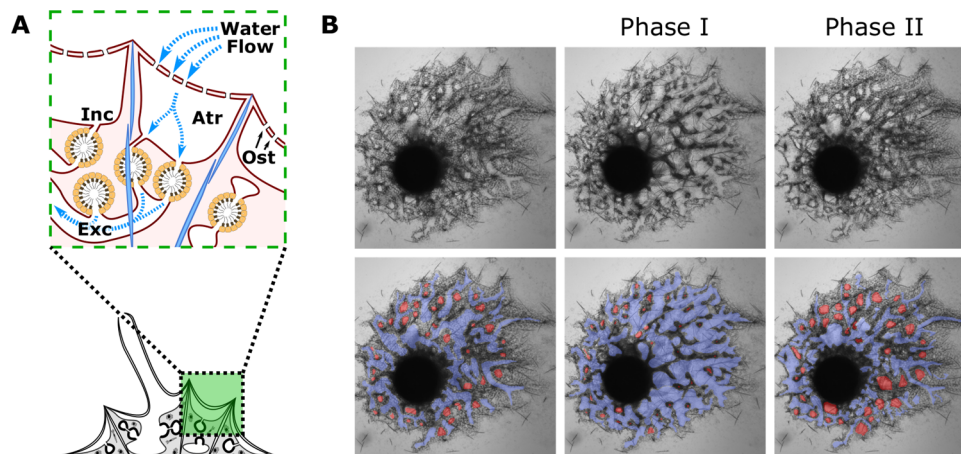 A
Water
Flow
Inc
Atr
Ost
Exc
B
Phase I
Phase II